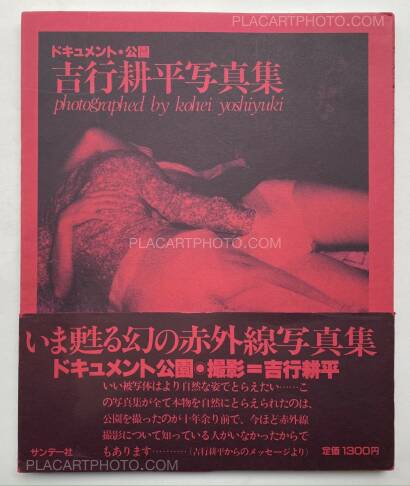 PLACARTPHOTO.COM
ドキュメント・公園
吉行耕平写真集
photographed by kohei yoshiyuki
PLACARTPHOTO.COM
いま甦る幻の赤外線写真集
ドキュメント公園・撮影=吉行耕平
いい被写体はより自然な姿でとらえたい……こ
の写真集が全て本物を自然にとらえられたのは、
公園を撮ったのが十年余り前で、今ほど赤外線
撮影について知っている人がいなかったからで
もあります…………(吉行耕平からのメッセージより)
サンデー社
定価1300円
PLACARTPHOTO.COM